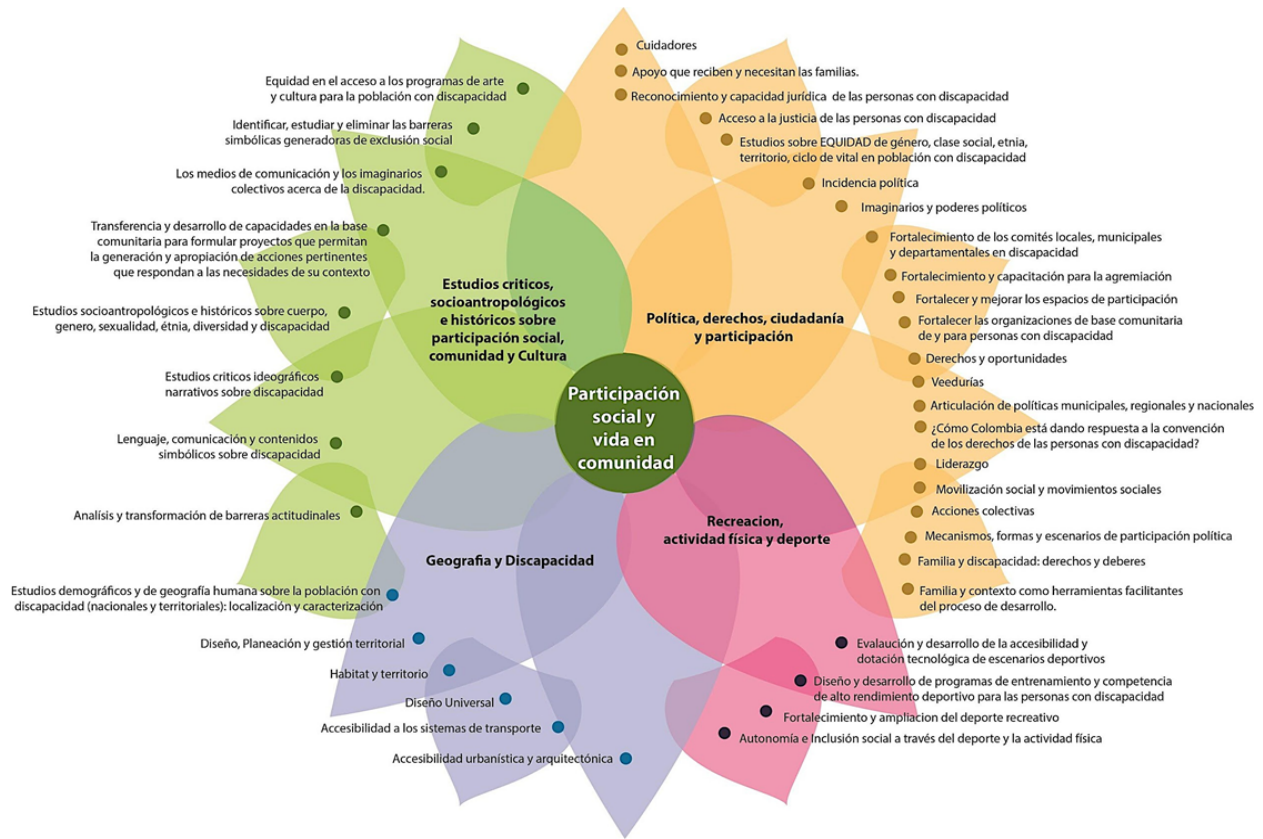 Participación
social y
vida en
comunidad
Estudios criticos,
socioantropológicos
e históricos sobre
participación social,
comunidad y Cultura
Equidad en el acceso a los programas de arte
y cultura para la población con discapacidad
Identificar, estudiar y eliminar las barreras
simbólicas generadoras de exclusión social
Los medios de comunicación y los imaginarios
colectivos acerca de la discapacidad.
Transferencia y desarrollo de capacidades en la base
comunitaria para formular proyectos que permitan
la generación y apropiación de acciones pertinentes
que respondan a las necesidades de su contexto
Estudios socioantropológicos e históricos sobre cuerpo,
genero, sexualidad, étnia, diversidad y discapacidad
Estudios criticos ideográficos
narrativos sobre discapacidad
Lenguaje, comunicación y contenidos
simbólicos sobre discapacidad
Analísis y transformación de barreras actitudinales
Política, derechos, ciudadanía
y participación
Cuidadores
Apoyo que reciben y necesitan las familias.
Reconocimiento y capacidad jurídica de las personas con discapacidad
Acceso a la justicia de las personas con discapacidad
Estudios sobre EQUIDAD de género, clase social, etnia,
territorio, ciclo de vital en población con discapacidad
Incidencia política
Imaginarios y poderes políticos
Fortalecimiento de los comités locales, municipales
y departamentales en discapacidad
Fortalecimiento y capacitación para la agremiación
Fortalecer y mejorar los espacios de participación
Fortalecer las organizaciones de base comunitaria
de y para personas con discapacidad
Derechos y oportunidades
Veedurías
Articulación de políticas municipales, regionales y nacionales
¿Cómo Colombia está dando respuesta a la convención
de los derechos de las personas con discapacidad?
Liderazgo
Movilización social y movimientos sociales
Acciones colectivas
Mecanismos, formas y escenarios de participación política
Familia y discapacidad: derechos y deberes
Familia y contexto como herramientas facilitantes
del proceso de desarrollo.
Recreacion,
actividad física y deporte
Evalaución y desarrollo de la accesibilidad y
dotación tecnológica de escenarios deportivos
Diseño y desarrollo de programas de entrenamiento y competencia
de alto rendimiento deportivo para las personas con discapacidad
Fortalecimiento y ampliacion del deporte recreativo
Autonomía e Inclusión social a través del deporte y la actividad física
Geografia y Discapacidad
Estudios demográficos y de geografía humana sobre la población con
discapacidad (nacionales y territoriales): localización y caracterización
Diseño, Planeación y gestión territorial
Habitat y territorio
Diseño Universal
Accesibilidad a los sistemas de transporte
Accesibilidad urbanística y arquitectónica